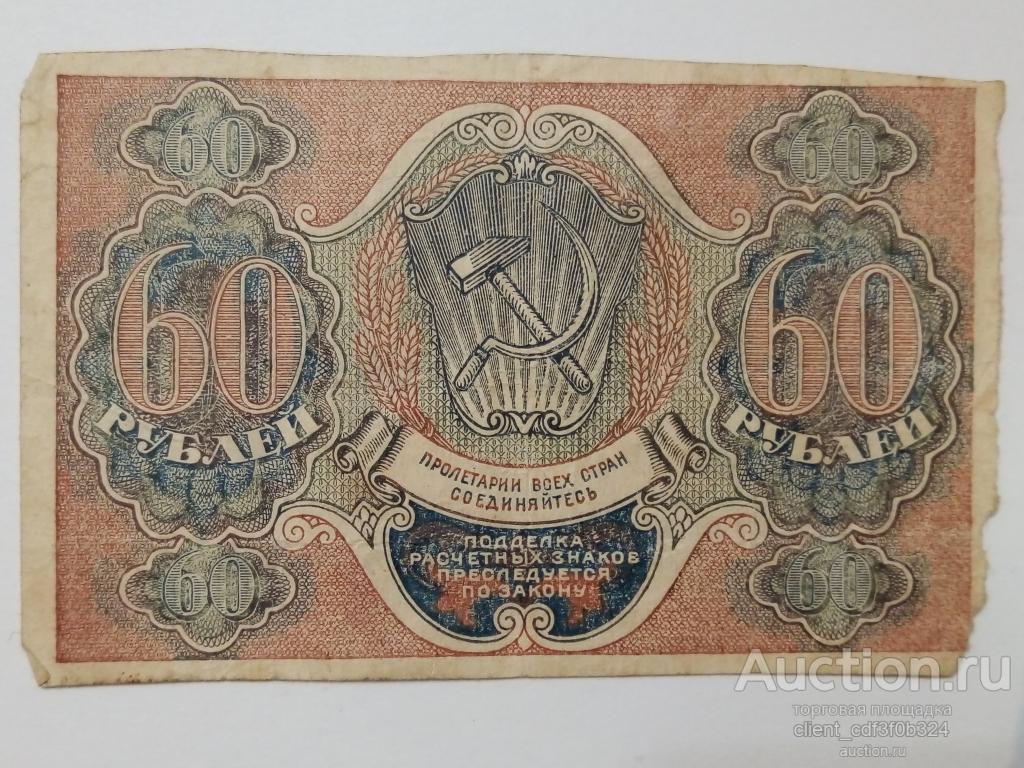 60
60
60
РУБЛЕЙ
60
РУБЛЕЙ
ПРОЛЕТАРИИ ВСЕХ СТРАН
СОЕДИНЯЙТЕСЬ
ПОДДЕЛКА
РАСЧЕТНЫХ ЗНАКОВ
ПРЕСЛЕДУЕТСЯ
ПО ЗАКОНУ
60
60
Auction.ru
торговая площадка
client_cdf3f0b324
auction.ru